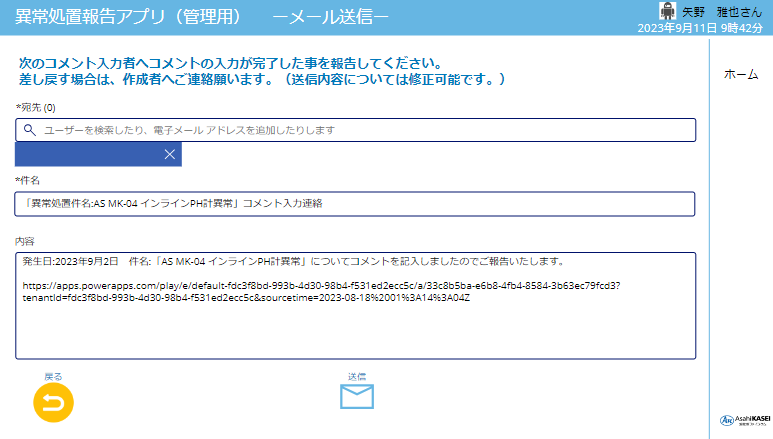 異常処置報告アプリ（管理用）　－メール送信－
矢野　雅也さん
2023年9月11日 9時42分
次のコメント入力者へコメントの入力が完了した事を報告してください。
差し戻す場合は、作成者へご連絡願います。（送信内容については修正可能です。）
ホーム
*宛先 (0)
ユーザーを検索したり、電子メール アドレスを追加したりします
*件名
「異常処置件名:AS MK-04 インラインPH計異常」コメント入力連絡
内容
発生日:2023年9月2日　件名:「AS MK-04 インラインPH計異常」についてコメントを記入しましたのでご報告いたします。
https://apps.powerapps.com/play/e/default-fdc3f8bd-993b-4d30-98b4-f531ed2ecc5c/a/33c8b5ba-e6b8-4fb4-8584-3b63ec79fcd3?
tenantId=fdc3f8bd-993b-4d30-98b4-f531ed2ecc5c&sourcetime=2023-08-18%2001%3A14%3A04Z
戻る
送信
AsahiKASEI